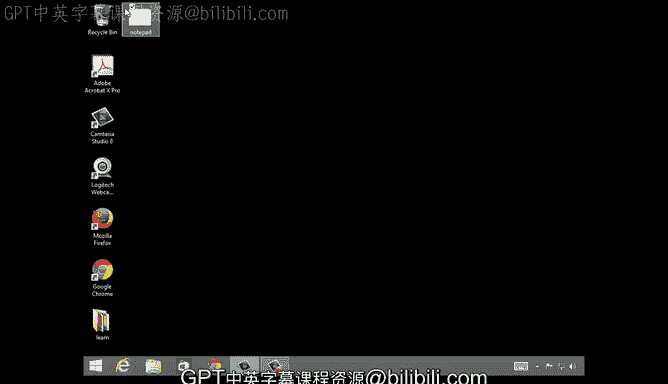 GPT中英字幕课程资源@bilibili.com
Recycle Bin
notepad
Adobe
Acrobat X Pro
Camtasia
Studio 8
Logitech
Webca...
Mozilla
Firefox
Google
Chrome
learn
GPT中英字幕课程资源@bilibili.com